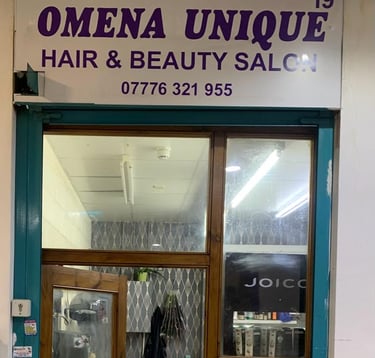 19
OMENA UNIQUE
HAIR & BEAUTY SALON
07776 321 955
JOICO